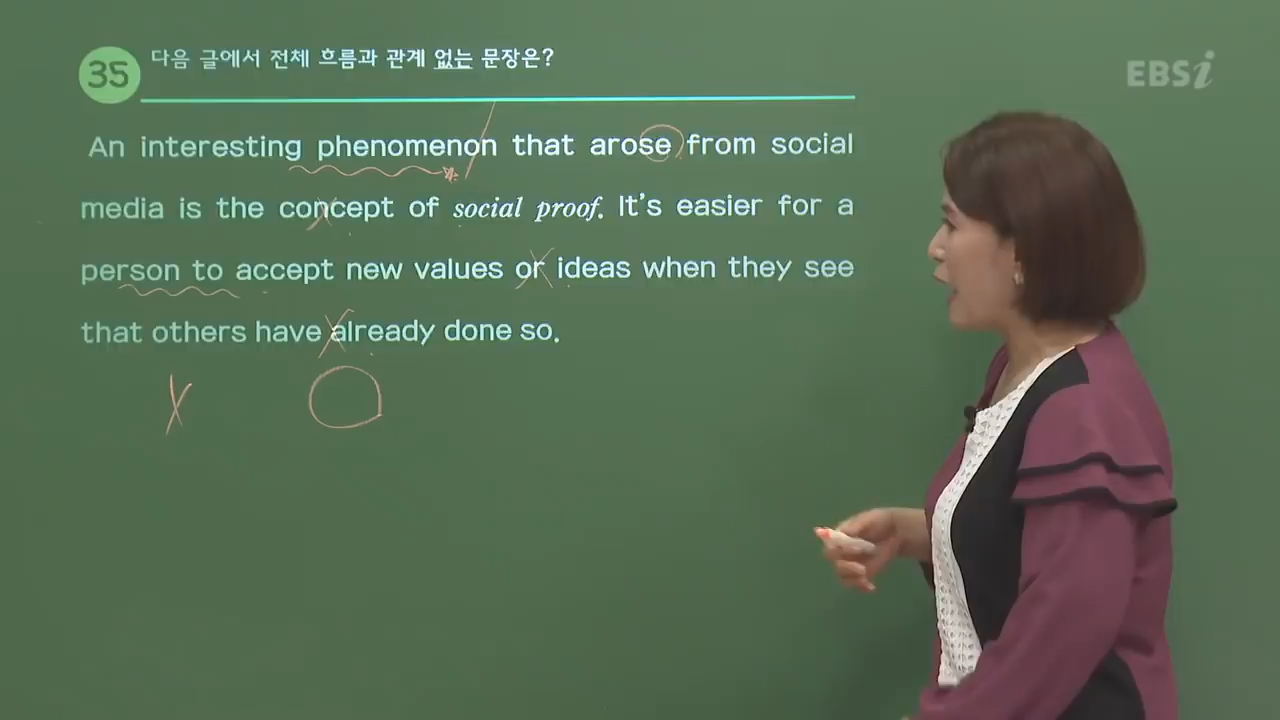 35 다음 글에서 전체 흐름과 관계 없는 문장은?
EBSi
An interesting phenomenon that arose from social
media is the concept of social proof. It's easier for a
person to accept new values or ideas when they see
that others have already done so.